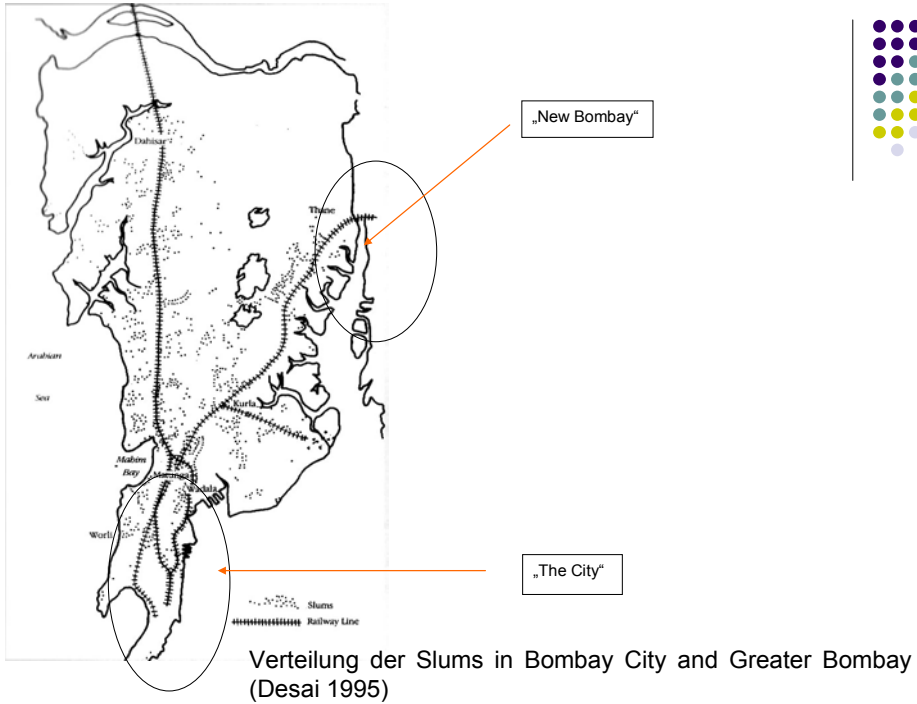 „New Bombay“
Dahisar
Thane
Arabian
Sea
Kurla
Mahim
Bay
Matunga
Wadala
Worli
„The City“
Slums
Railway Line
Verteilung der Slums in Bombay City and Greater Bombay
(Desai 1995)